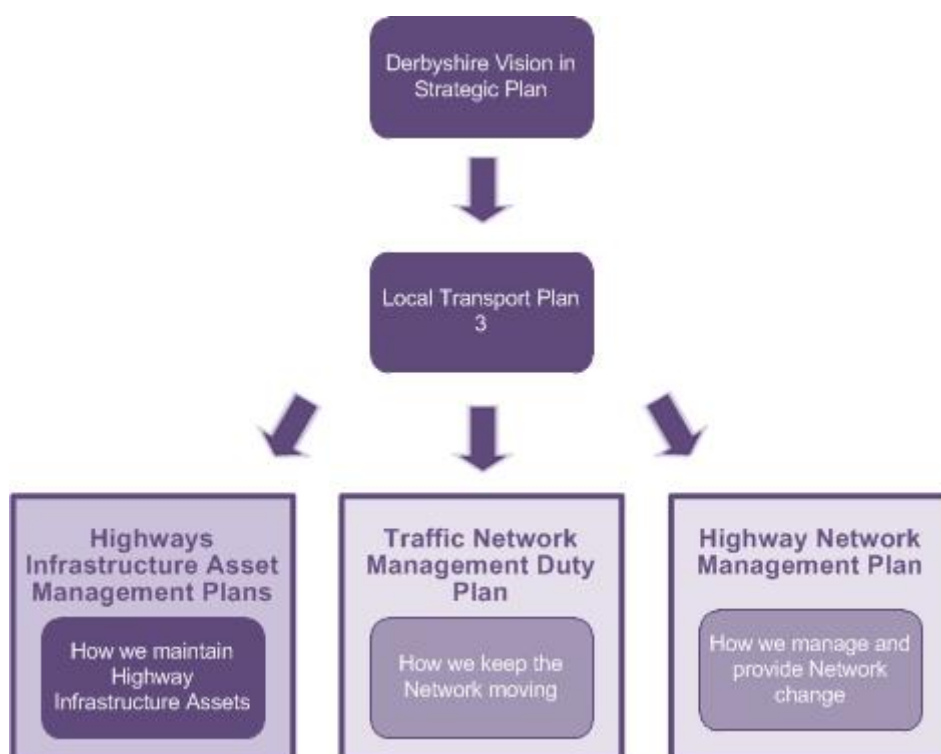 Derbyshire Vision in
Strategic Plan
Local Transport Plan
3
Highways
Infrastructure Asset
Management Plans
How we maintain
Highway
Infrastructure Assets
Traffic Network
Management Duty
Plan
How we keep the
Network moving
Highway Network
Management Plan
How we manage and
provide Network
change